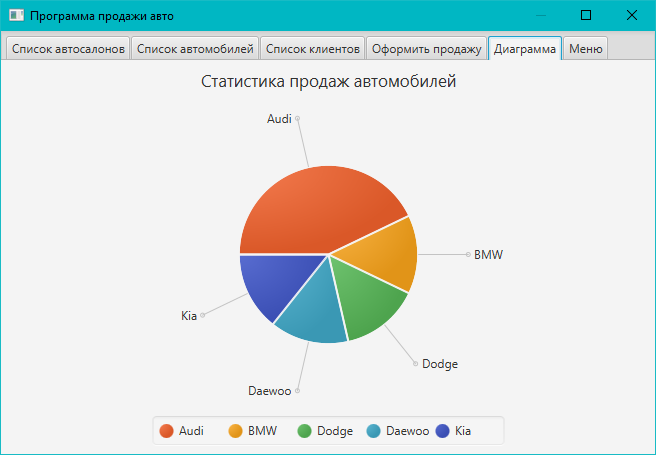 Программа продажи авто
Список автосалонов Список автомобилей Список клиентов Оформить продажу Диаграмма Меню
Статистика продаж автомобилей
Audi
BMW
Kia
Dodge
Daewoo
Audi BMW Dodge Daewoo Kia